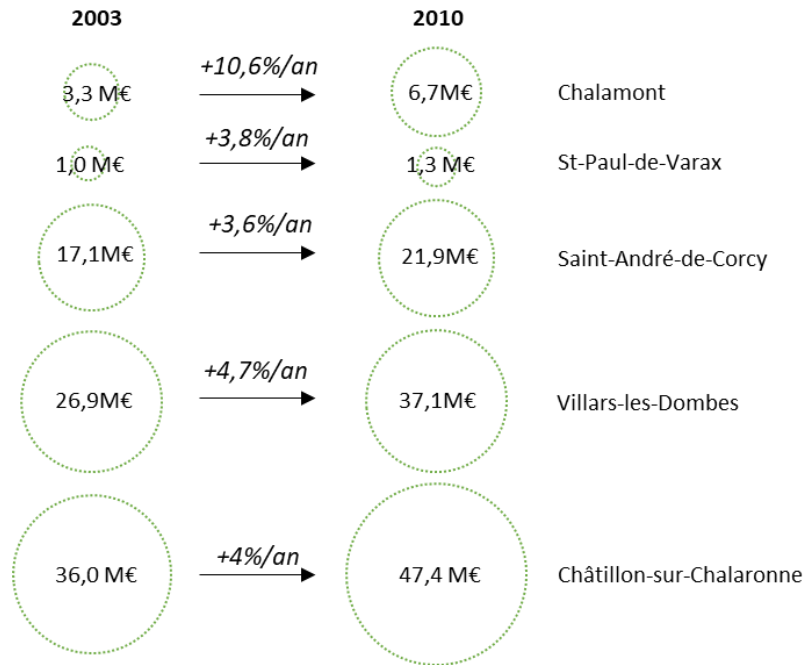 2003 2010
+10,6%/an
3,3 M€ 6,7M€ Chalamont
+3,8%/an
1,0 M€ 1,3 M€ St-Paul-de-Varax
+3,6%/an
17,1M€ 21,9M€ Saint-André-de-Corcy
+4,7%/an
26,9M€ 37,1M€ Villars-les-Dombes
+4%/an
36,0 M€ 47,4 M€ Châtillon-sur-Chalaronne